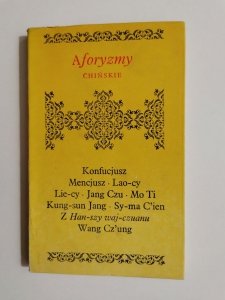 Aforyzmy
CHIŃSKIE
Konfucjusz
Mencjusz · Lao-cy
Lie-cy · Jang Czu · Mo Ti
Kung-sun Jang · Sy-ma C'ien
Z Han-szy waj-czuanu
Wang Cz'ung